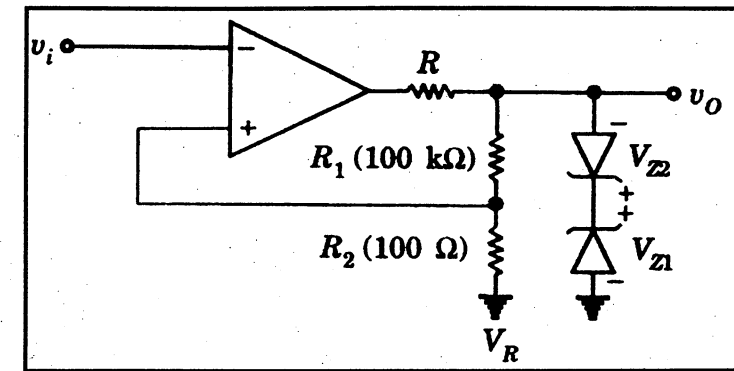 v_i
−
+
R
R_1 (100 kΩ)
R_2 (100 Ω)
V_R
v_O
−
V_Z2
+
+
V_Z1
−